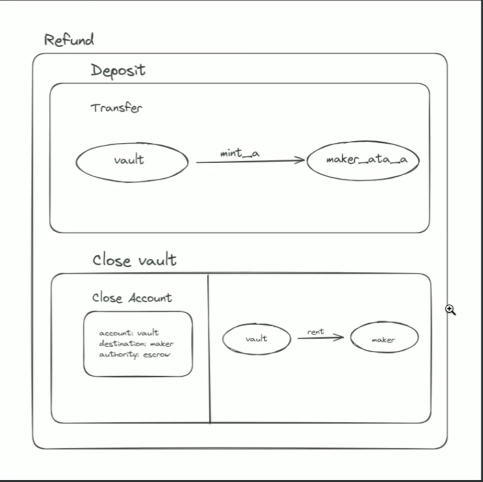 Refund
Deposit
Transfer
vault
mint_a
maker_ata_a
Close vault
Close Account
account: vault
destination: maker
authority: escrow
vault
rent
maker